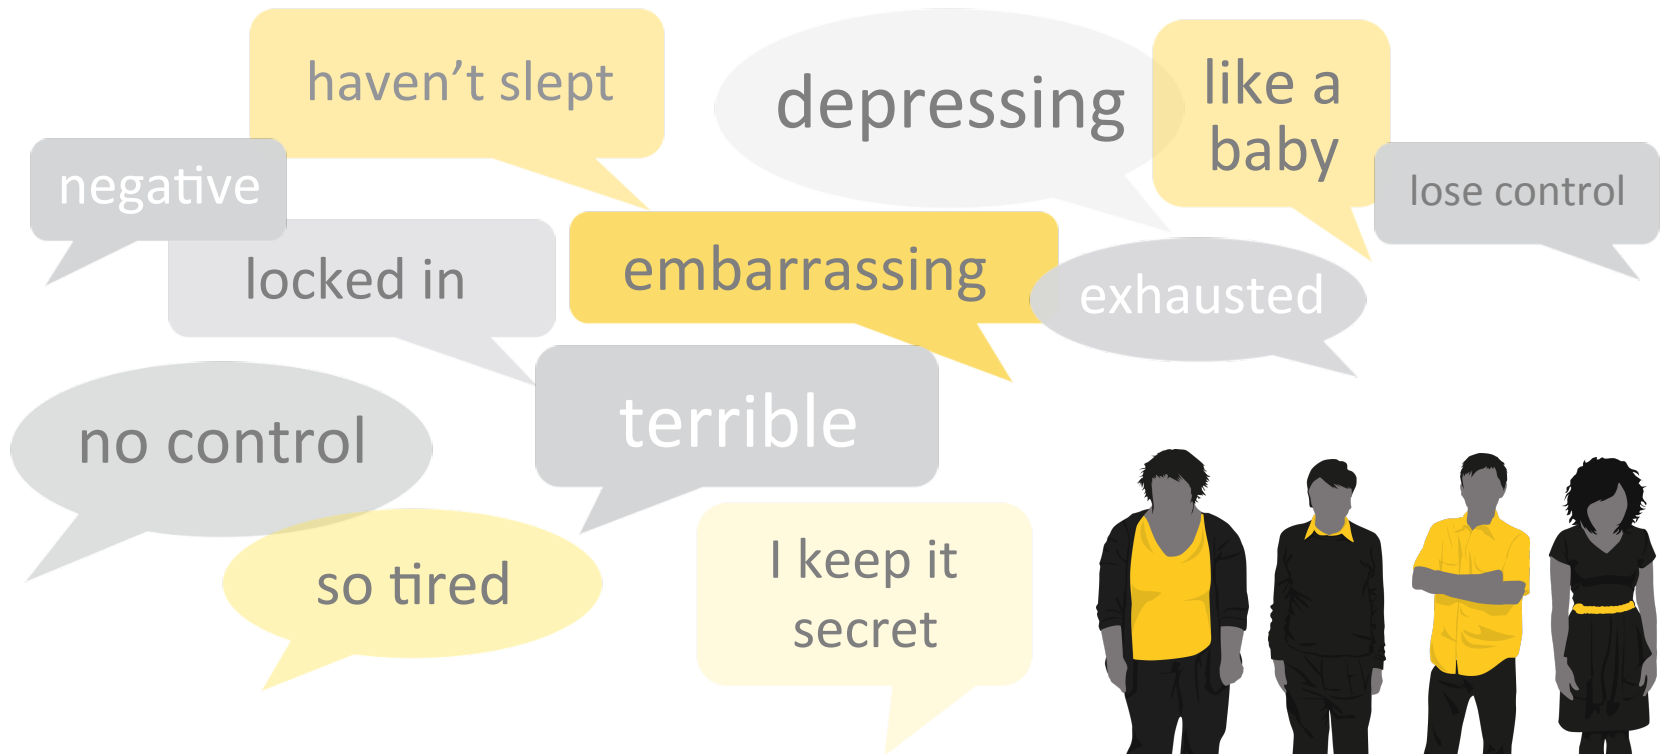 haven’t slept
depressing
like a
baby
negative
lose control
locked in
embarrassing
exhausted
no control
terrible
so tired
I keep it
secret